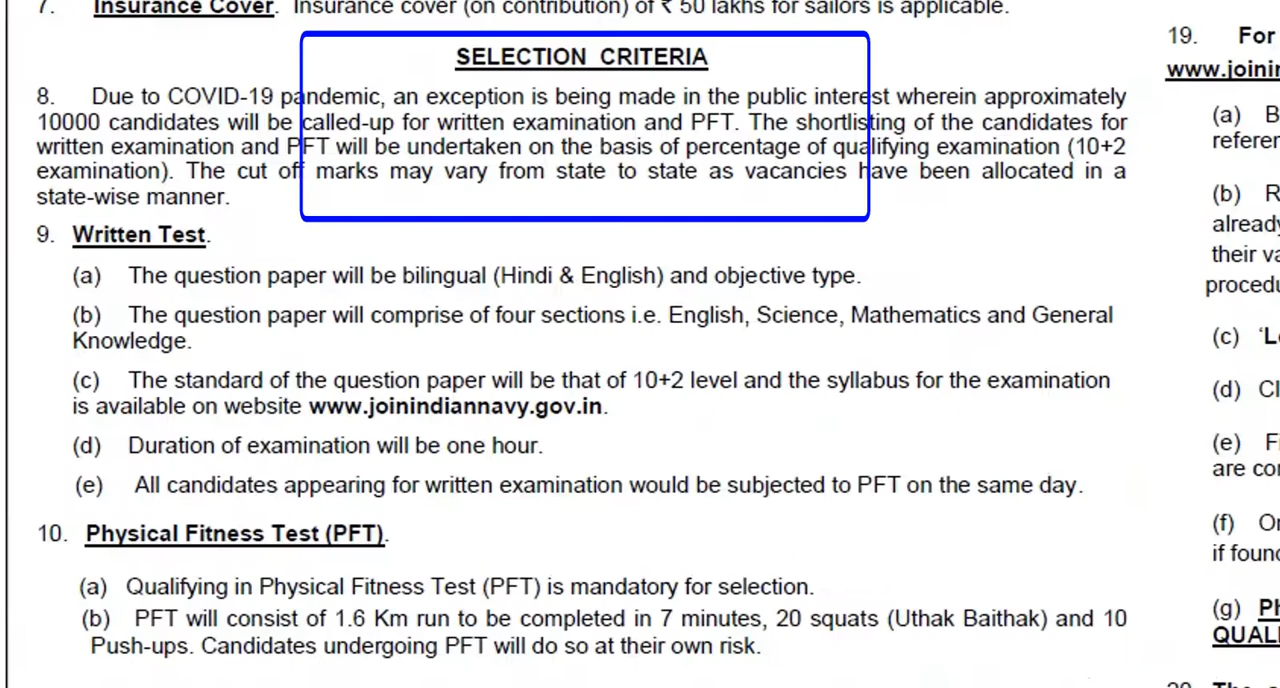 7. Insurance Cover. Insurance cover (on contribution) of ₹ 50 lakhs for sailors is applicable.
SELECTION CRITERIA
8. Due to COVID-19 pandemic, an exception is being made in the public interest wherein approximately
10000 candidates will be called-up for written examination and PFT. The shortlisting of the candidates for
written examination and PFT will be undertaken on the basis of percentage of qualifying examination (10+2
examination). The cut off marks may vary from state to state as vacancies have been allocated in a
state-wise manner.
9. Written Test.
(a) The question paper will be bilingual (Hindi & English) and objective type.
(b) The question paper will comprise of four sections i.e. English, Science, Mathematics and General
Knowledge.
(c) The standard of the question paper will be that of 10+2 level and the syllabus for the examination
is available on website www.joinindiannavy.gov.in.
(d) Duration of examination will be one hour.
(e) All candidates appearing for written examination would be subjected to PFT on the same day.
10. Physical Fitness Test (PFT).
(a) Qualifying in Physical Fitness Test (PFT) is mandatory for selection.
(b) PFT will consist of 1.6 Km run to be completed in 7 minutes, 20 squats (Uthak Baithak) and 10
Push-ups. Candidates undergoing PFT will do so at their own risk.
19. For
(a)
(b)
already
their
(c)
(d)
(e)
are
(f)
if
(g)